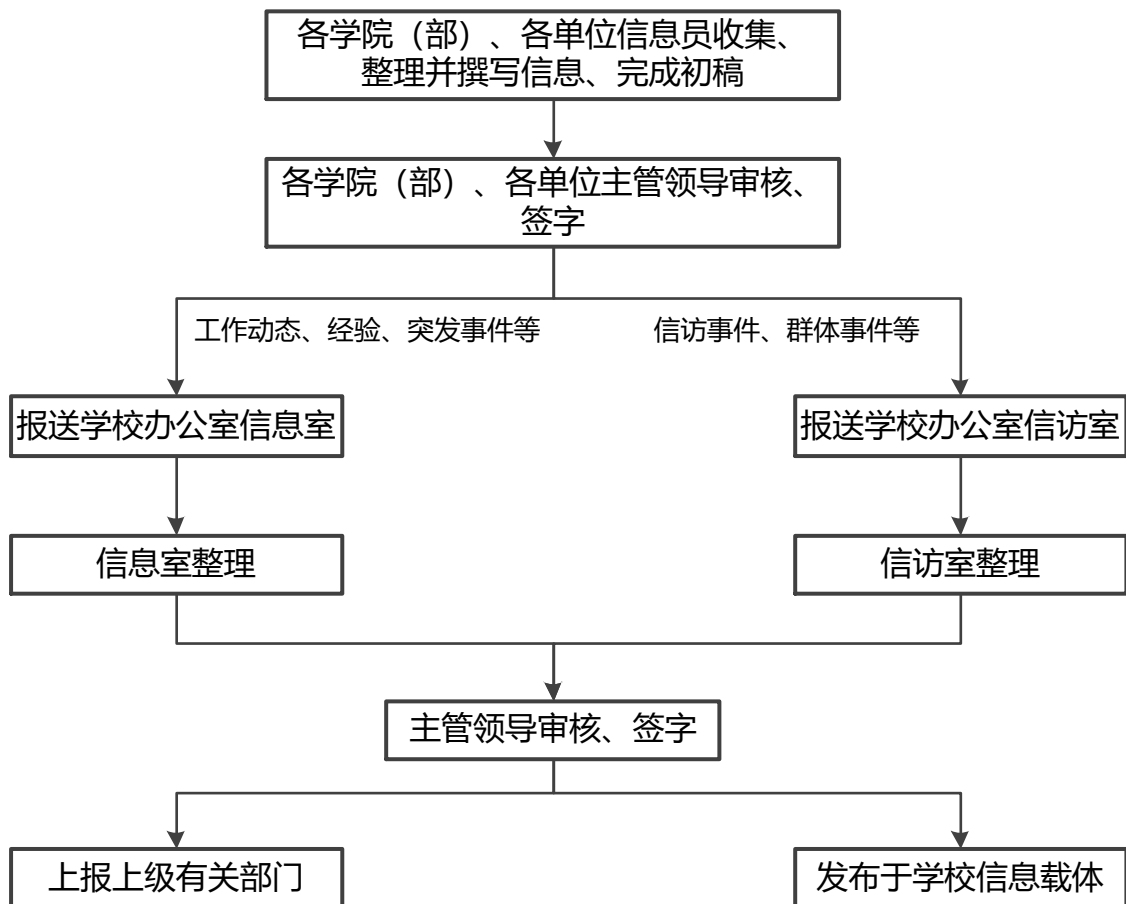 各学院（部）、各单位信息员收集、
整理并撰写信息、完成初稿
各学院（部）、各单位主管领导审核、
签字
工作动态、经验、突发事件等
信访事件、群体事件等
报送学校办公室信息室
报送学校办公室信访室
信息室整理
信访室整理
主管领导审核、签字
上报上级有关部门
发布于学校信息载体